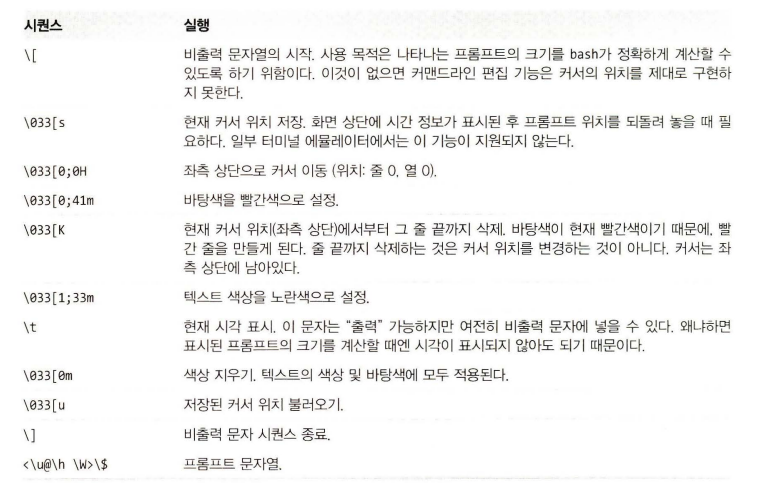 시퀀스 실행
\[ 비출력 문자열의 시작. 사용 목적은 나타나는 프롬프트의 크기를 bash가 정확하게 계산할 수
있도록 하기 위함이다. 이것이 없으면 커맨드라인 편집 기능은 커서의 위치를 제대로 구현하
지 못한다.
\033[s 현재 커서 위치 저장. 화면 상단에 시간 정보가 표시된 후 프롬프트 위치를 되돌려 놓을 때 필
요하다. 일부 터미널 에뮬레이터에서는 이 기능이 지원되지 않는다.
\033[0;0H 좌측 상단으로 커서 이동 (위치: 줄 0, 열 0).
\033[0;41m 바탕색을 빨간색으로 설정.
\033[K 현재 커서 위치(좌측 상단)에서부터 그 줄 끝까지 삭제. 바탕색이 현재 빨간색이기 때문에, 빨
간 줄을 만들게 된다. 줄 끝까지 삭제하는 것은 커서 위치를 변경하는 것이 아니다. 커서는 좌
측 상단에 남아있다.
\033[1;33m 텍스트 색상을 노란색으로 설정.
\t 현재 시각 표시. 이 문자는 “출력” 가능하지만 여전히 비출력 문자에 넣을 수 있다. 왜냐하면
표시된 프롬프트의 크기를 계산할 때엔 시각이 표시되지 않아도 되기 때문이다.
\033[0m 색상 지우기. 텍스트의 색상 및 바탕색에 모두 적용된다.
\033[u 저장된 커서 위치 불러오기.
\] 비출력 문자 시퀀스 종료.
<\u@\h \W>\$ 프롬프트 문자열.